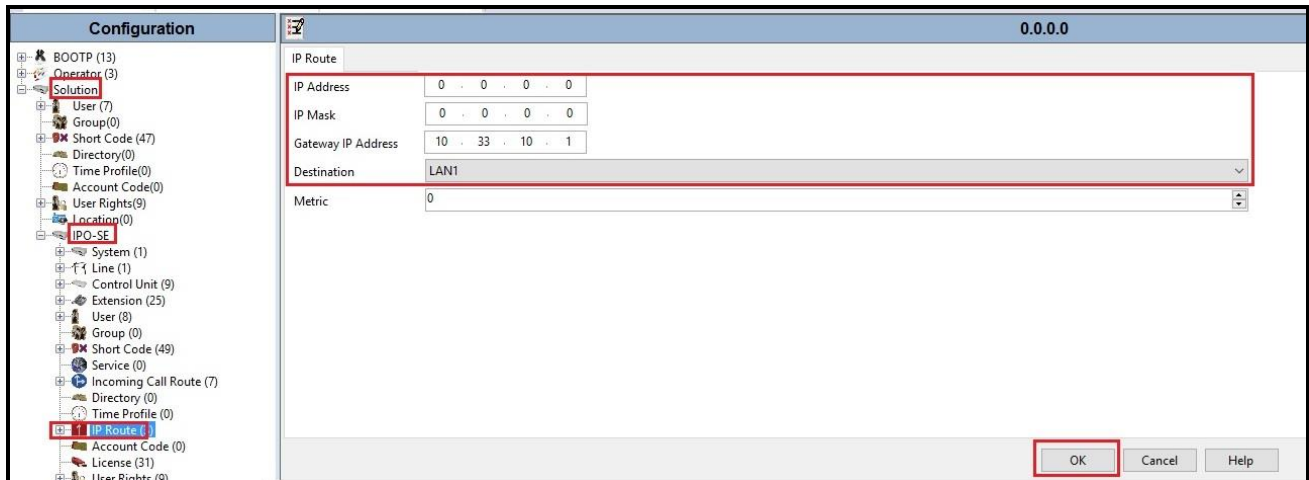 Configuration
0.0.0.0
BOOTP (13)
Operator (3)
Solution
User (7)
Group(0)
Short Code (47)
Directory(0)
Time Profile(0)
Account Code(0)
User Rights(9)
Location(0)
IPO-SE
System (1)
Line (1)
Control Unit (9)
Extension (25)
User (8)
Group (0)
Short Code (49)
Service (0)
Incoming Call Route (7)
Directory (0)
Time Profile (0)
IP Route
Account Code (0)
License (31)
User Rights (9)
IP Route
IP Address 0 . 0 . 0 . 0
IP Mask 0 . 0 . 0 . 0
Gateway IP Address 10 . 33 . 10 . 1
Destination LAN1
Metric 0
OK Cancel Help